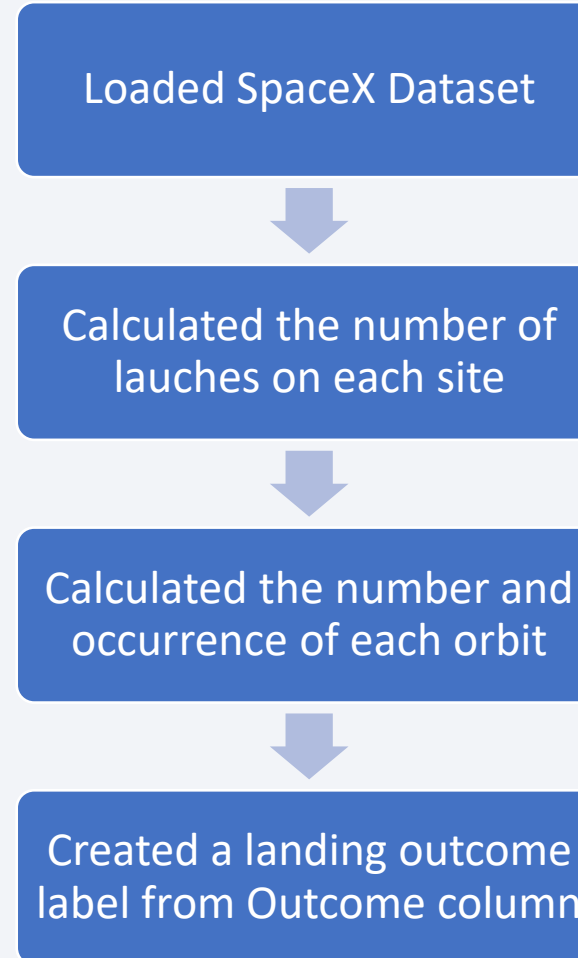 Loaded SpaceX Dataset
Calculated the number of
lauches on each site
Calculated the number and
occurrence of each orbit
Created a landing outcome
label from Outcome column